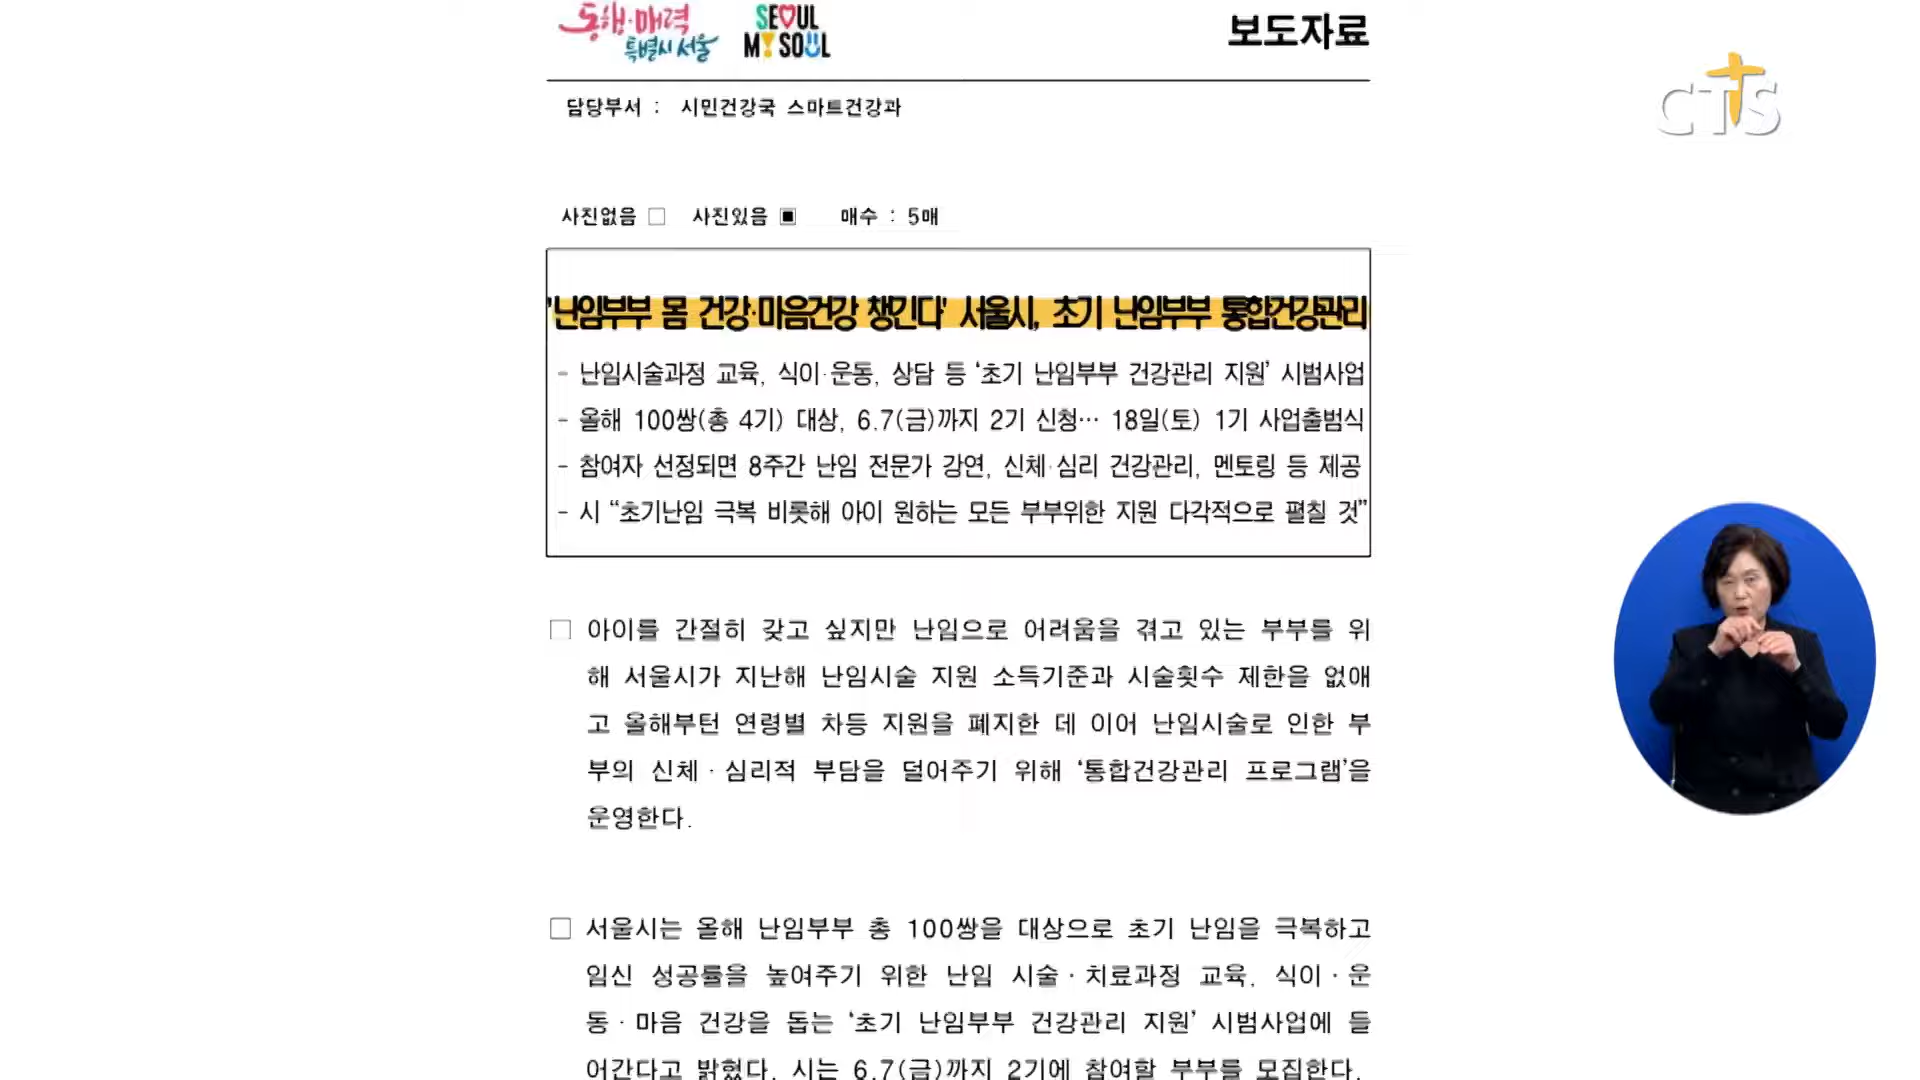 동행·매력
특별시 서울
SEOUL
MY SOUL
보도자료
CTS
담당부서 : 시민건강국 스마트건강과
사진없음 □ 사진있음 ▣ 매수 : 5매
'난임부부 몸 건강·마음건강 챙긴다' 서울시, 초기 난임부부 통합건강관리
- 난임시술과정 교육, 식이·운동, 상담 등 ‘초기 난임부부 건강관리 지원’ 시범사업
- 올해 100쌍(총 4기) 대상, 6.7(금)까지 2기 신청… 18일(토) 1기 사업출범식
- 참여자 선정되면 8주간 난임 전문가 강연, 신체·심리 건강관리, 멘토링 등 제공
- 시 “초기난임 극복 비롯해 아이 원하는 모든 부부위한 지원 다각적으로 펼칠 것”
□ 아이를 간절히 갖고 싶지만 난임으로 어려움을 겪고 있는 부부를 위
해 서울시가 지난해 난임시술 지원 소득기준과 시술횟수 제한을 없애
고 올해부턴 연령별 차등 지원을 폐지한 데 이어 난임시술로 인한 부
부의 신체·심리적 부담을 덜어주기 위해 ‘통합건강관리 프로그램’을
운영한다.
□ 서울시는 올해 난임부부 총 100쌍을 대상으로 초기 난임을 극복하고
임신 성공률을 높여주기 위한 난임 시술·치료과정 교육, 식이·운
동·마음 건강을 돕는 ‘초기 난임부부 건강관리 지원’ 시범사업에 들
어간다고 밝혔다. 시는 6.7(금)까지 2기에 참여할 부부를 모집한다.